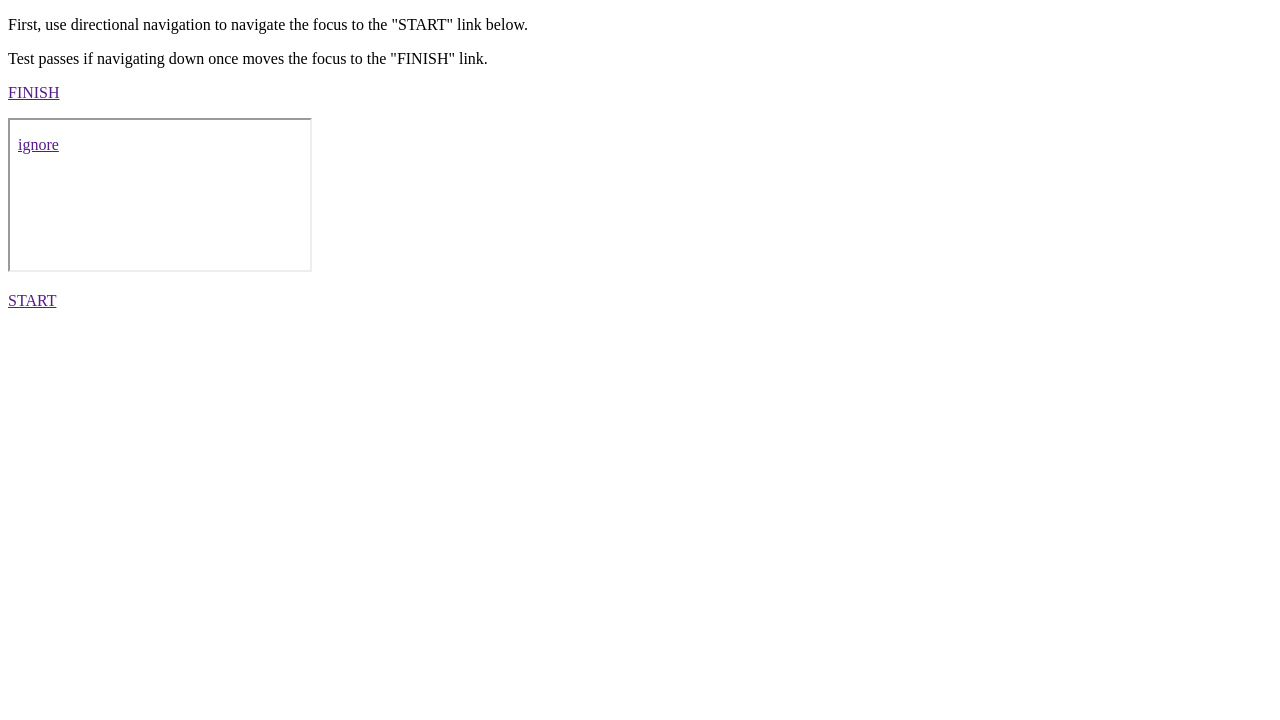 First, use directional navigation to navigate the focus to the "START" link below.
Test passes if navigating down once moves the focus to the "FINISH" link.
FINISH
ignore
START